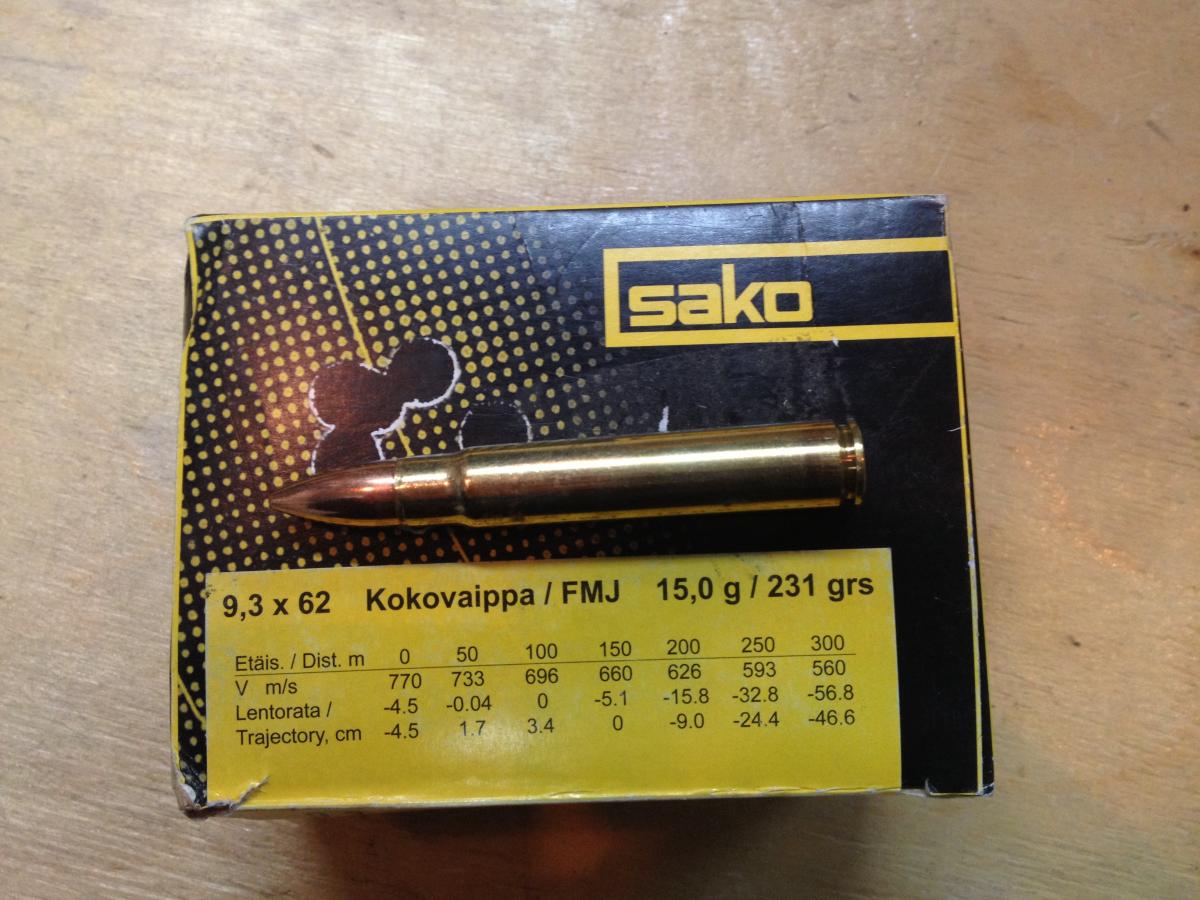 sako
9,3 x 62 Kokovaippa / FMJ 15,0 g / 231 grs
Etäis. / Dist. m 0 50 100 150 200 250 300
V m/s 770 733 696 660 626 593 560
Lentorata / -4.5 -0.04 0 -5.1 -15.8 -32.8 -56.8
Trajectory, cm -4.5 1.7 3.4 0 -9.0 -24.4 -46.6